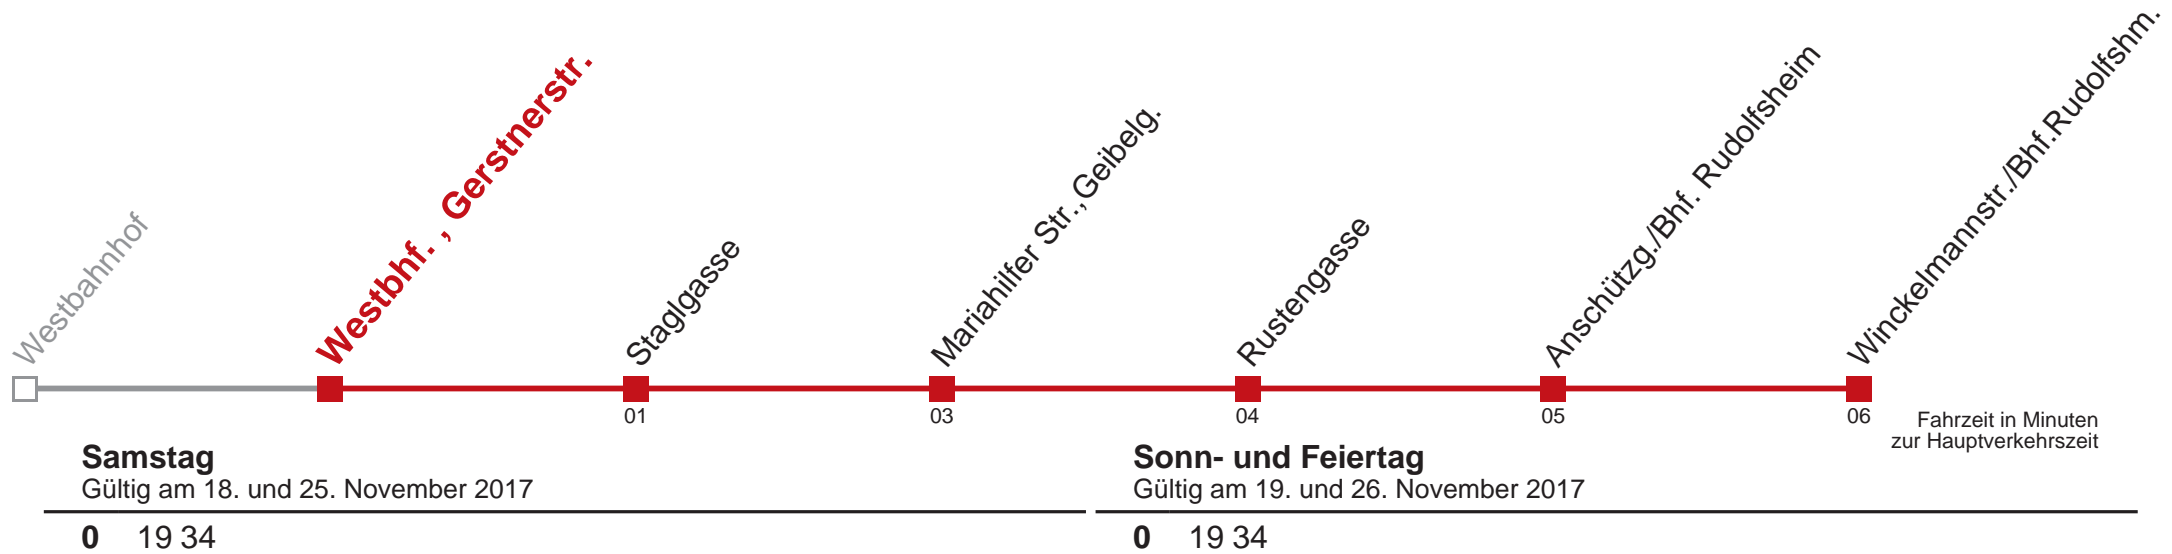 Westbahnhof
Westbhf. , Gerstnerstr.
Staglgasse
Mariahilfer Str.,Geibelg.
Rustengasse
Anschützg./Bhf. Rudolfsheim
Winckelmannstr./Bhf.Rudolfshm.
01 03 04 05 06
Fahrzeit in Minuten
zur Hauptverkehrszeit
Samstag
Gültig am 18. und 25. November 2017
0 19 34
Sonn- und Feiertag
Gültig am 19. und 26. November 2017
0 19 34